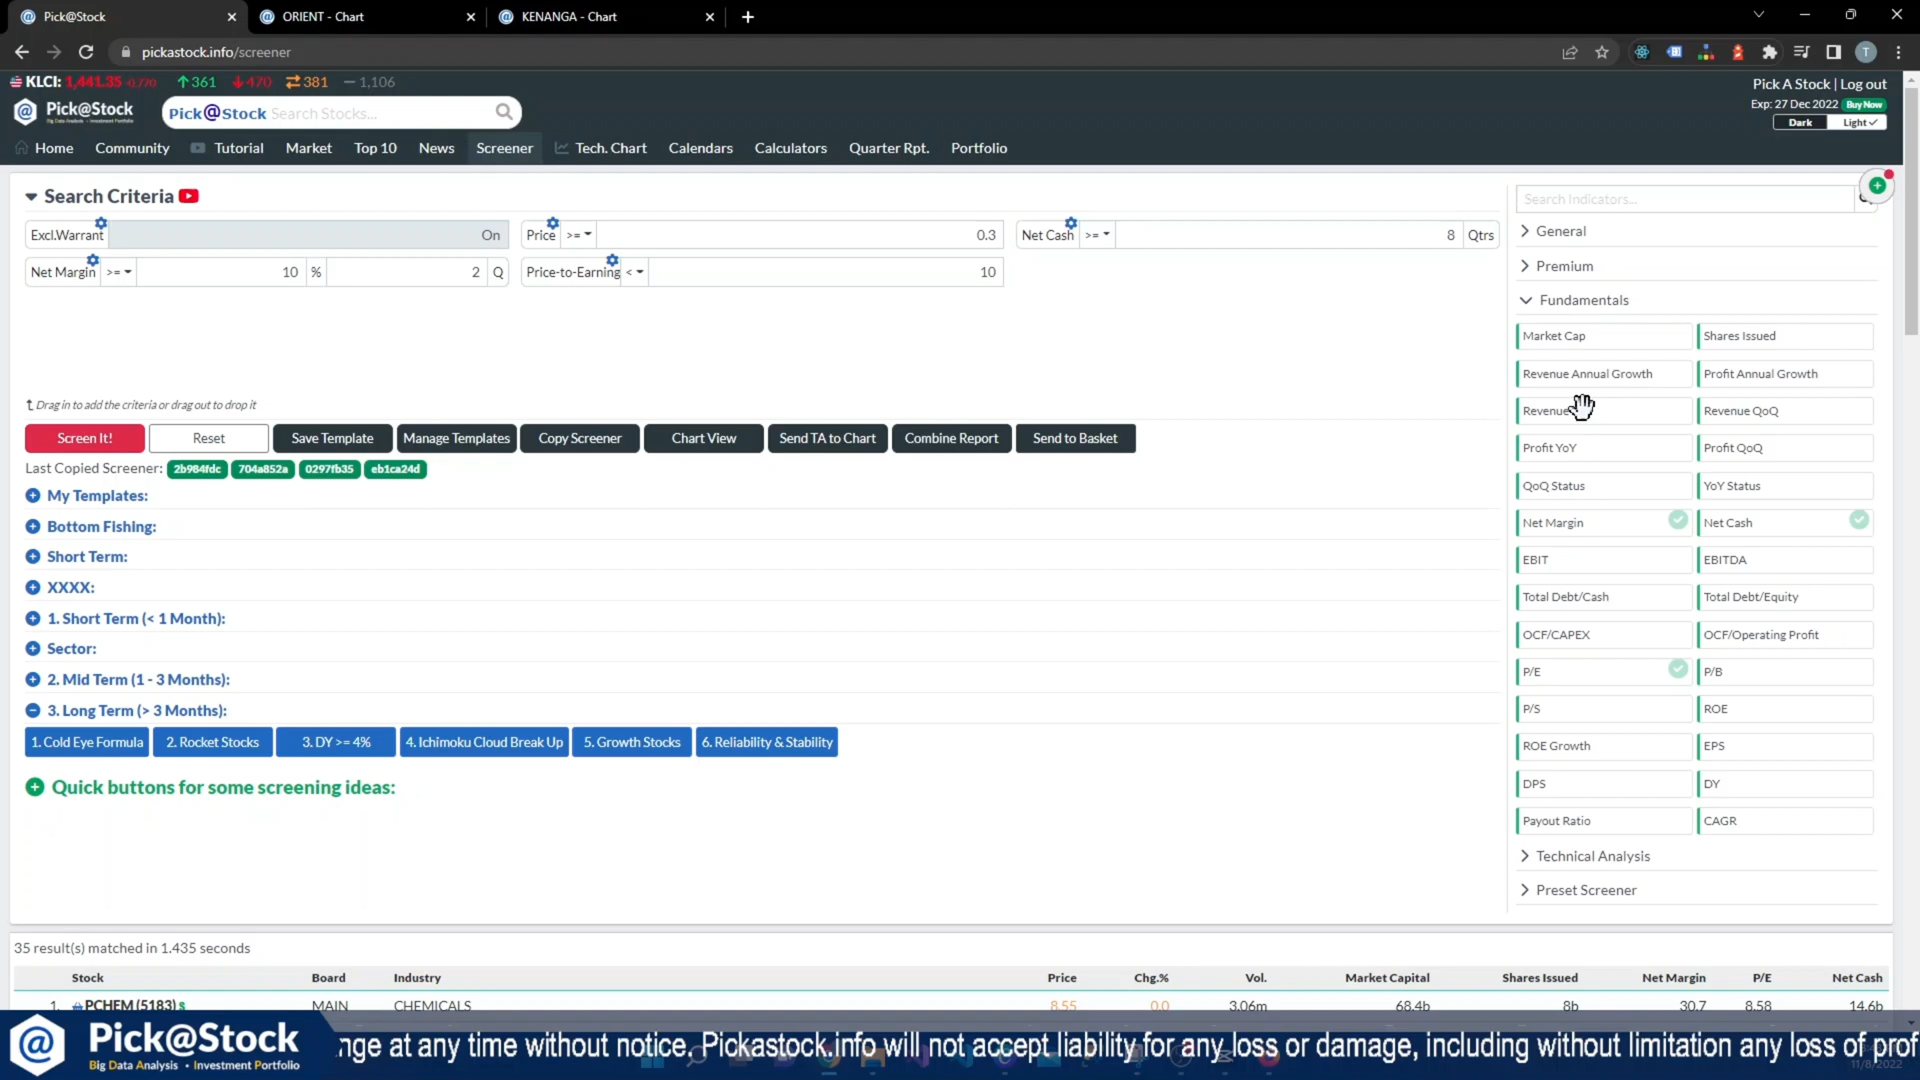 Pick@Stock
ORIENT - Chart
KENANGA - Chart
pickastock.info/screener
T
KLCI: 1,441.35 -0.770 361 470 381 1,106
Pick A Stock | Log out
Exp: 27 Dec 2022 Buy Now
Dark Light
Pick@Stock
Big Data Analysis • Investment Portfolio
Pick@Stock Search Stocks...
Home Community Tutorial Market Top 10 News Screener Tech. Chart Calendars Calculators Quarter Rpt. Portfolio
Search Criteria
Excl.Warrant On
Price >= 0.3
Net Cash >= 8 Qtrs
Net Margin >= 10 % 2 Q
Price-to-Earning < 10
Drag in to add the criteria or drag out to drop it
Screen It! Reset Save Template Manage Templates Copy Screener Chart View Send TA to Chart Combine Report Send to Basket
Last Copied Screener: 2b984fdc 704a852a 0297fb35 eb1ca24d
My Templates:
Bottom Fishing:
Short Term:
XXXX:
1. Short Term (< 1 Month):
Sector:
2. Mid Term (1 - 3 Months):
3. Long Term (> 3 Months):
1. Cold Eye Formula 2. Rocket Stocks 3. DY >= 4% 4. Ichimoku Cloud Break Up 5. Growth Stocks 6. Reliability & Stability
Quick buttons for some screening ideas:
Search Indicators...
General
Premium
Fundamentals
Market Cap Shares Issued
Revenue Annual Growth Profit Annual Growth
Revenue Revenue QoQ
Profit YoY Profit QoQ
QoQ Status YoY Status
Net Margin Net Cash
EBIT EBITDA
Total Debt/Cash Total Debt/Equity
OCF/CAPEX OCF/Operating Profit
P/E P/B
P/S ROE
ROE Growth EPS
DPS DY
Payout Ratio CAGR
Technical Analysis
Preset Screener
35 result(s) matched in 1.435 seconds
Stock Board Industry Price Chg.% Vol. Market Capital Shares Issued Net Margin P/E Net Cash
1. PCHEM (5183) s MAIN CHEMICALS 8.55 0.0 3.06m 68.4b 8b 30.7 8.58 14.6b
Pick@Stock
Big Data Analysis • Investment Portfolio
nge at any time without notice. Pickastock.info will not accept liability for any loss or damage, including without limitation any loss of prof
11/8/2022